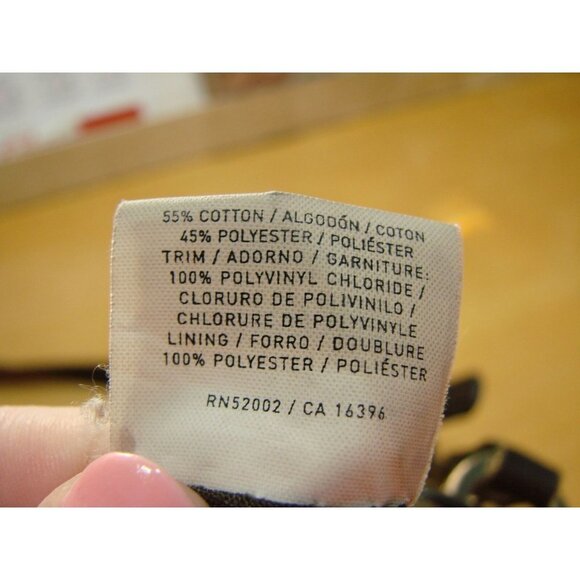 55% COTTON / ALGODÓN / COTON
45% POLYESTER / POLIÉSTER
TRIM / ADORNO / GARNITURE:
100% POLYVINYL CHLORIDE /
CLORURO DE POLIVINILO /
CHLORURE DE POLYVINYLE
LINING / FORRO / DOUBLURE
100% POLYESTER / POLIÉSTER
RN52002 / CA 16396